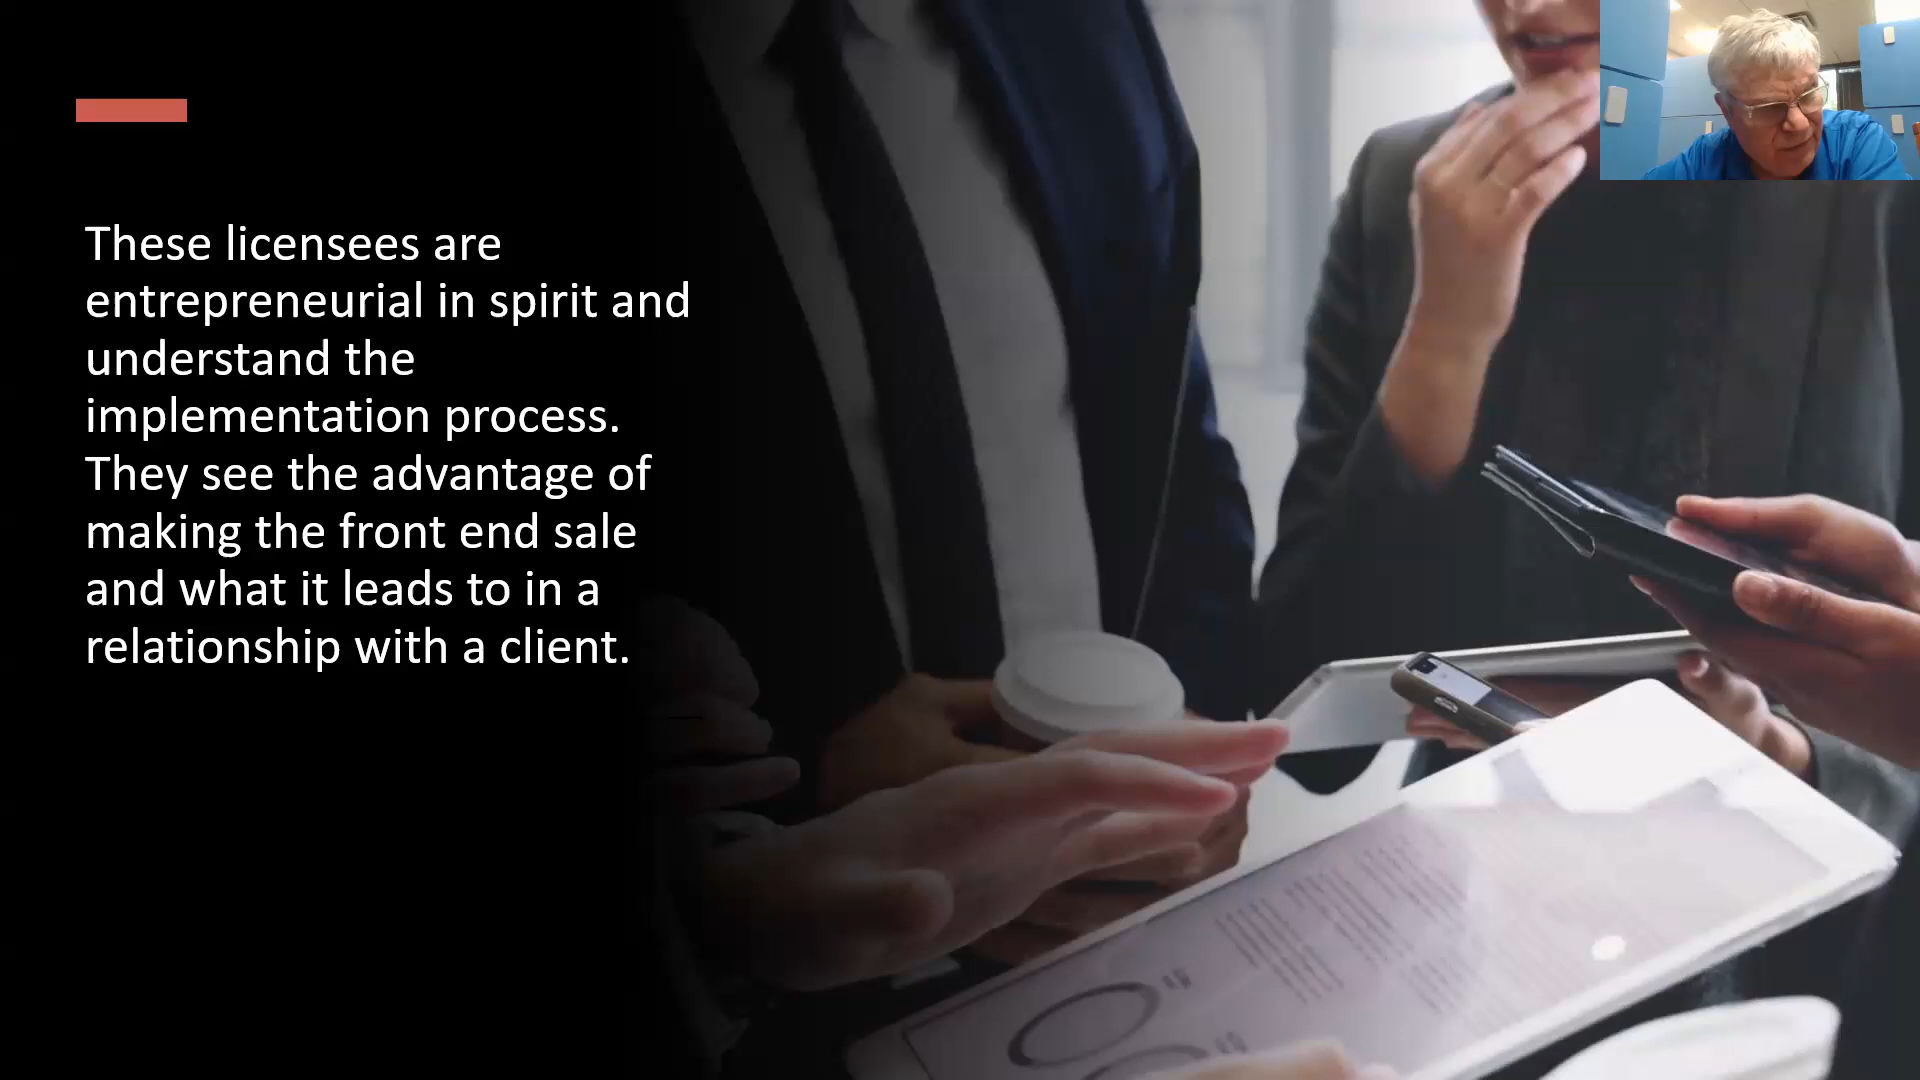 These licensees are
entrepreneurial in spirit and
understand the
implementation process.
They see the advantage of
making the front end sale
and what it leads to in a
relationship with a client.